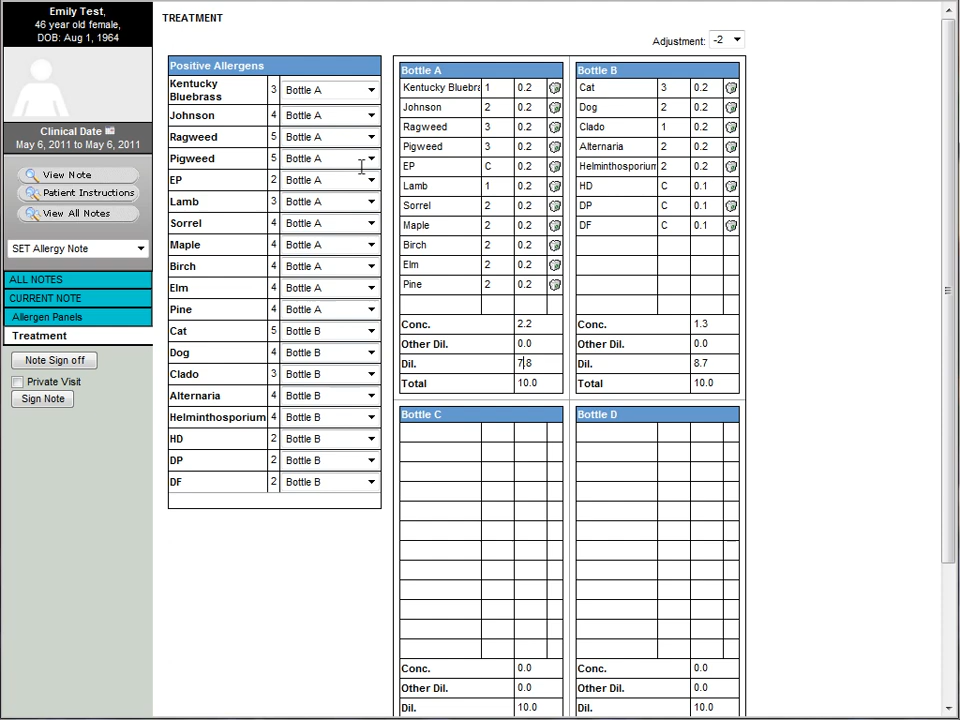 Emily Test,
46 year old female,
DOB: Aug 1, 1964
Clinical Date
May 6, 2011 to May 6, 2011
View Note
Patient Instructions
View All Notes
SET Allergy Note
ALL NOTES
CURRENT NOTE
Allergen Panels
Treatment
Note Sign off
Private Visit
Sign Note
TREATMENT
Adjustment: -2
Positive Allergens
Kentucky Bluebrass 3 Bottle A
Johnson 4 Bottle A
Ragweed 5 Bottle A
Pigweed 5 Bottle A
EP 2 Bottle A
Lamb 3 Bottle A
Sorrel 4 Bottle A
Maple 4 Bottle A
Birch 4 Bottle A
Elm 4 Bottle A
Pine 4 Bottle A
Cat 5 Bottle B
Dog 4 Bottle B
Clado 3 Bottle B
Alternaria 4 Bottle B
Helminthosporium 4 Bottle B
HD 2 Bottle B
DP 2 Bottle B
DF 2 Bottle B
Bottle A
Kentucky Bluebra 1 0.2
Johnson 2 0.2
Ragweed 3 0.2
Pigweed 3 0.2
EP C 0.2
Lamb 1 0.2
Sorrel 2 0.2
Maple 2 0.2
Birch 2 0.2
Elm 2 0.2
Pine 2 0.2
Conc. 2.2
Other Dil. 0.0
Dil. 7.8
Total 10.0
Bottle B
Cat 3 0.2
Dog 2 0.2
Clado 1 0.2
Alternaria 2 0.2
Helminthosporium 2 0.2
HD C 0.1
DP C 0.1
DF C 0.1
Conc. 1.3
Other Dil. 0.0
Dil. 8.7
Total 10.0
Bottle C
Conc. 0.0
Other Dil. 0.0
Dil. 10.0
Bottle D
Conc. 0.0
Other Dil. 0.0
Dil. 10.0